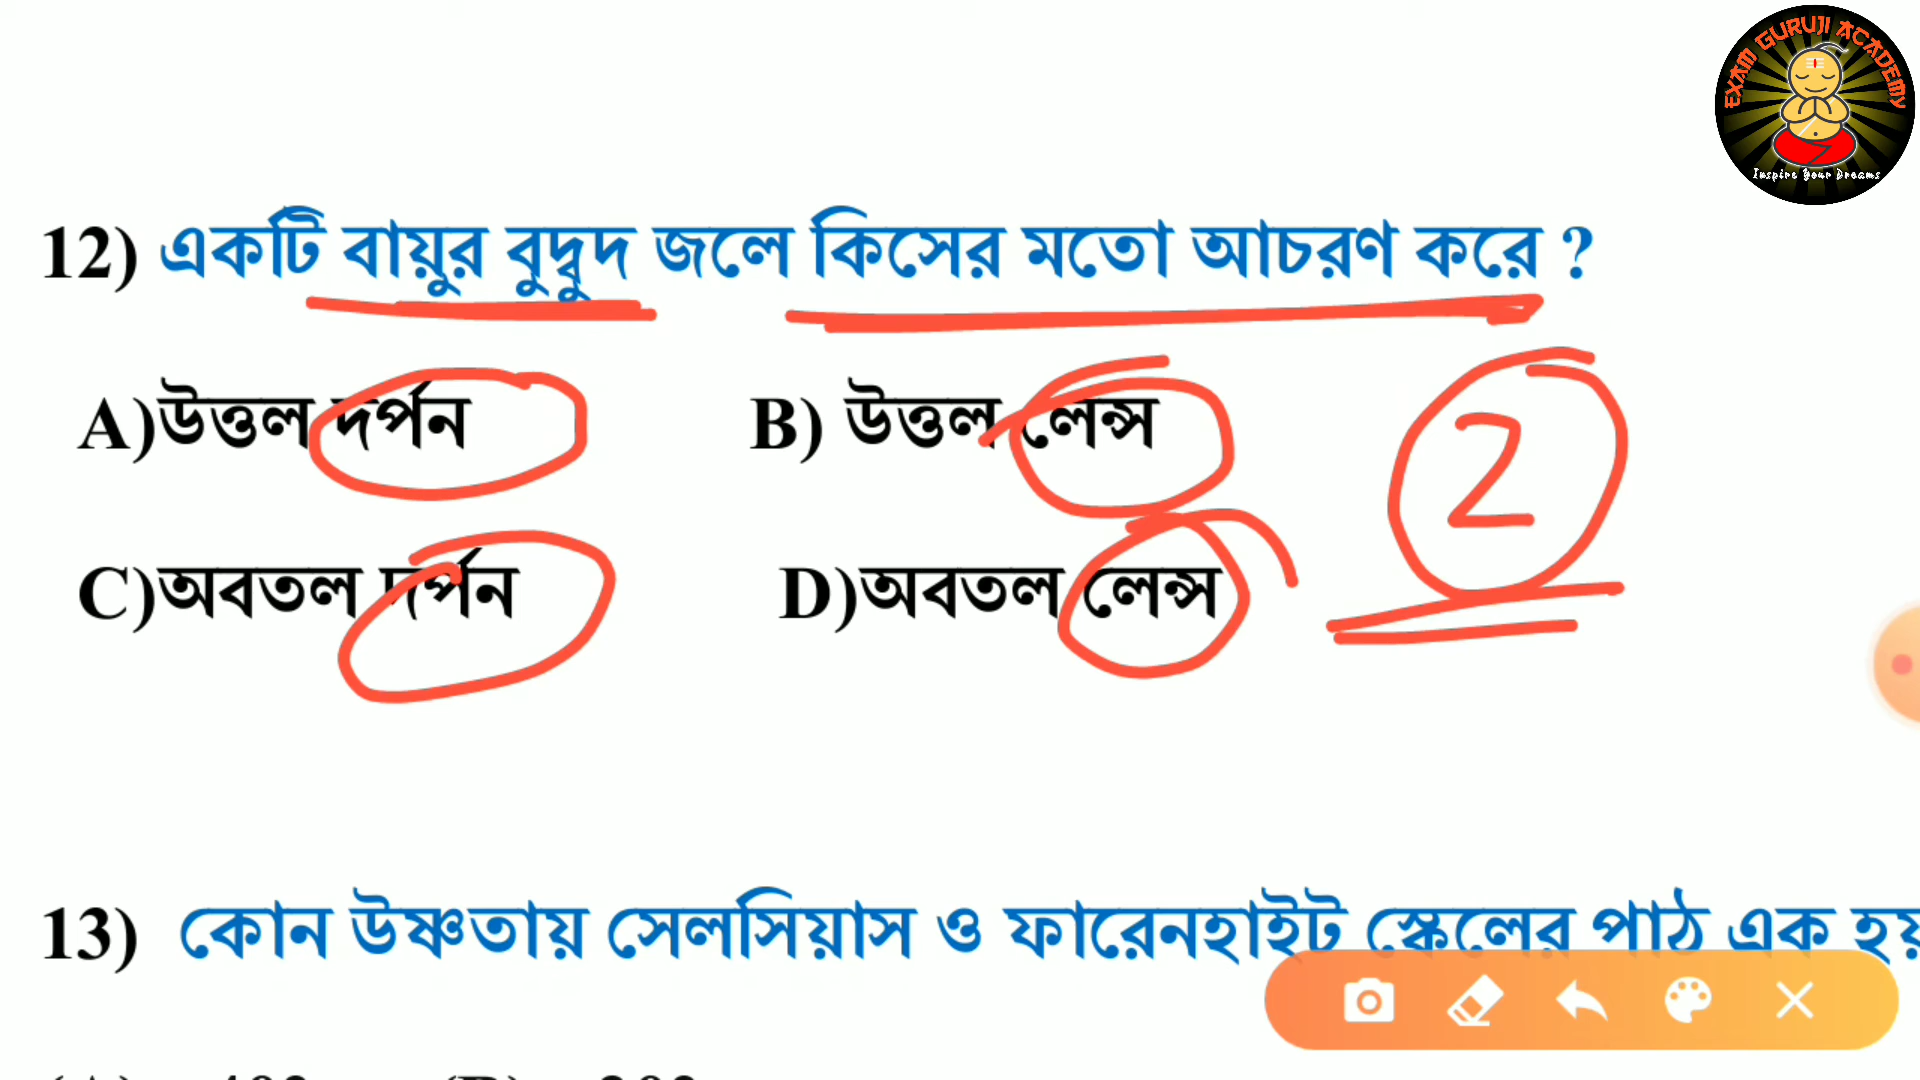 EXAM GURUJI ACADEMY
Inspire Your Dreams
12) একটি বায়ুর বুদ্বুদ জলে কিসের মতো আচরণ করে ?
A)উত্তল দর্পন B) উত্তল লেন্স
2
C)অবতল দর্পন D)অবতল লেন্স
13) কোন উষ্ণতায় সেলসিয়াস ও ফারেনহাইট স্কেলের পাঠ এক হয়